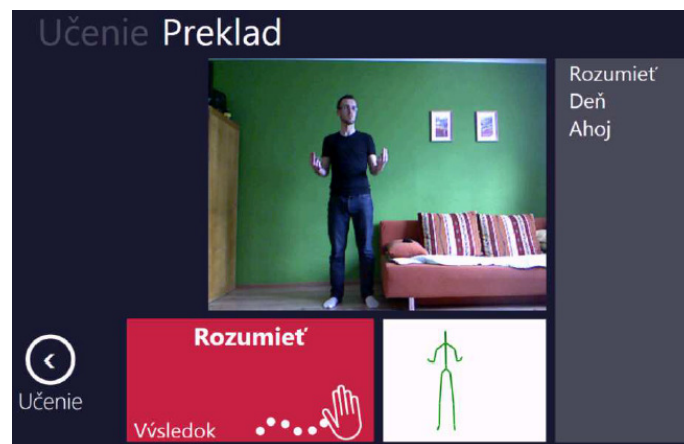 Učenie Preklad
Rozumieť
Deň
Ahoj
Rozumieť
Výsledok
Učenie